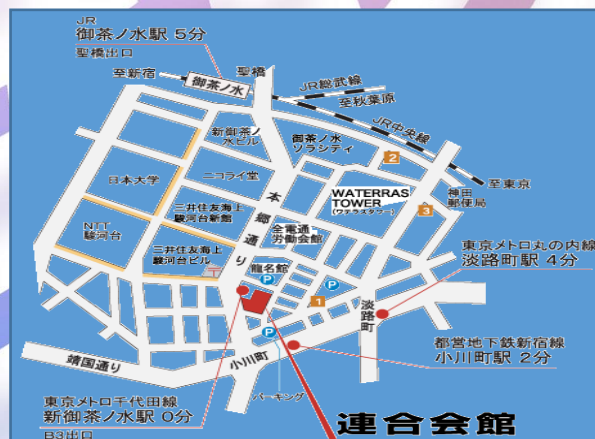 JR
御茶ノ水駅 5分
聖橋出口
至新宿
聖橋
御茶ノ水
JR総武線
至秋葉原
JR中央線
新御茶ノ
水ビル
御茶ノ水
ソラシティ
2
至東京
日本大学
ニコライ堂
本郷通り
WATERRAS
TOWER
(ワテラスタワー)
神田
郵便局
3
NTT
駿河台
三井住友海上
駿河台新館
全電通
労働会館
三井住友海上
駿河台ビル
龍名館
P
P
1
P
淡路町
東京メトロ丸の内線
淡路町駅 4分
都営地下鉄新宿線
小川町駅 2分
靖国通り
小川町
パーキング
東京メトロ千代田線
新御茶ノ水駅 0分
B3出口
連合会館